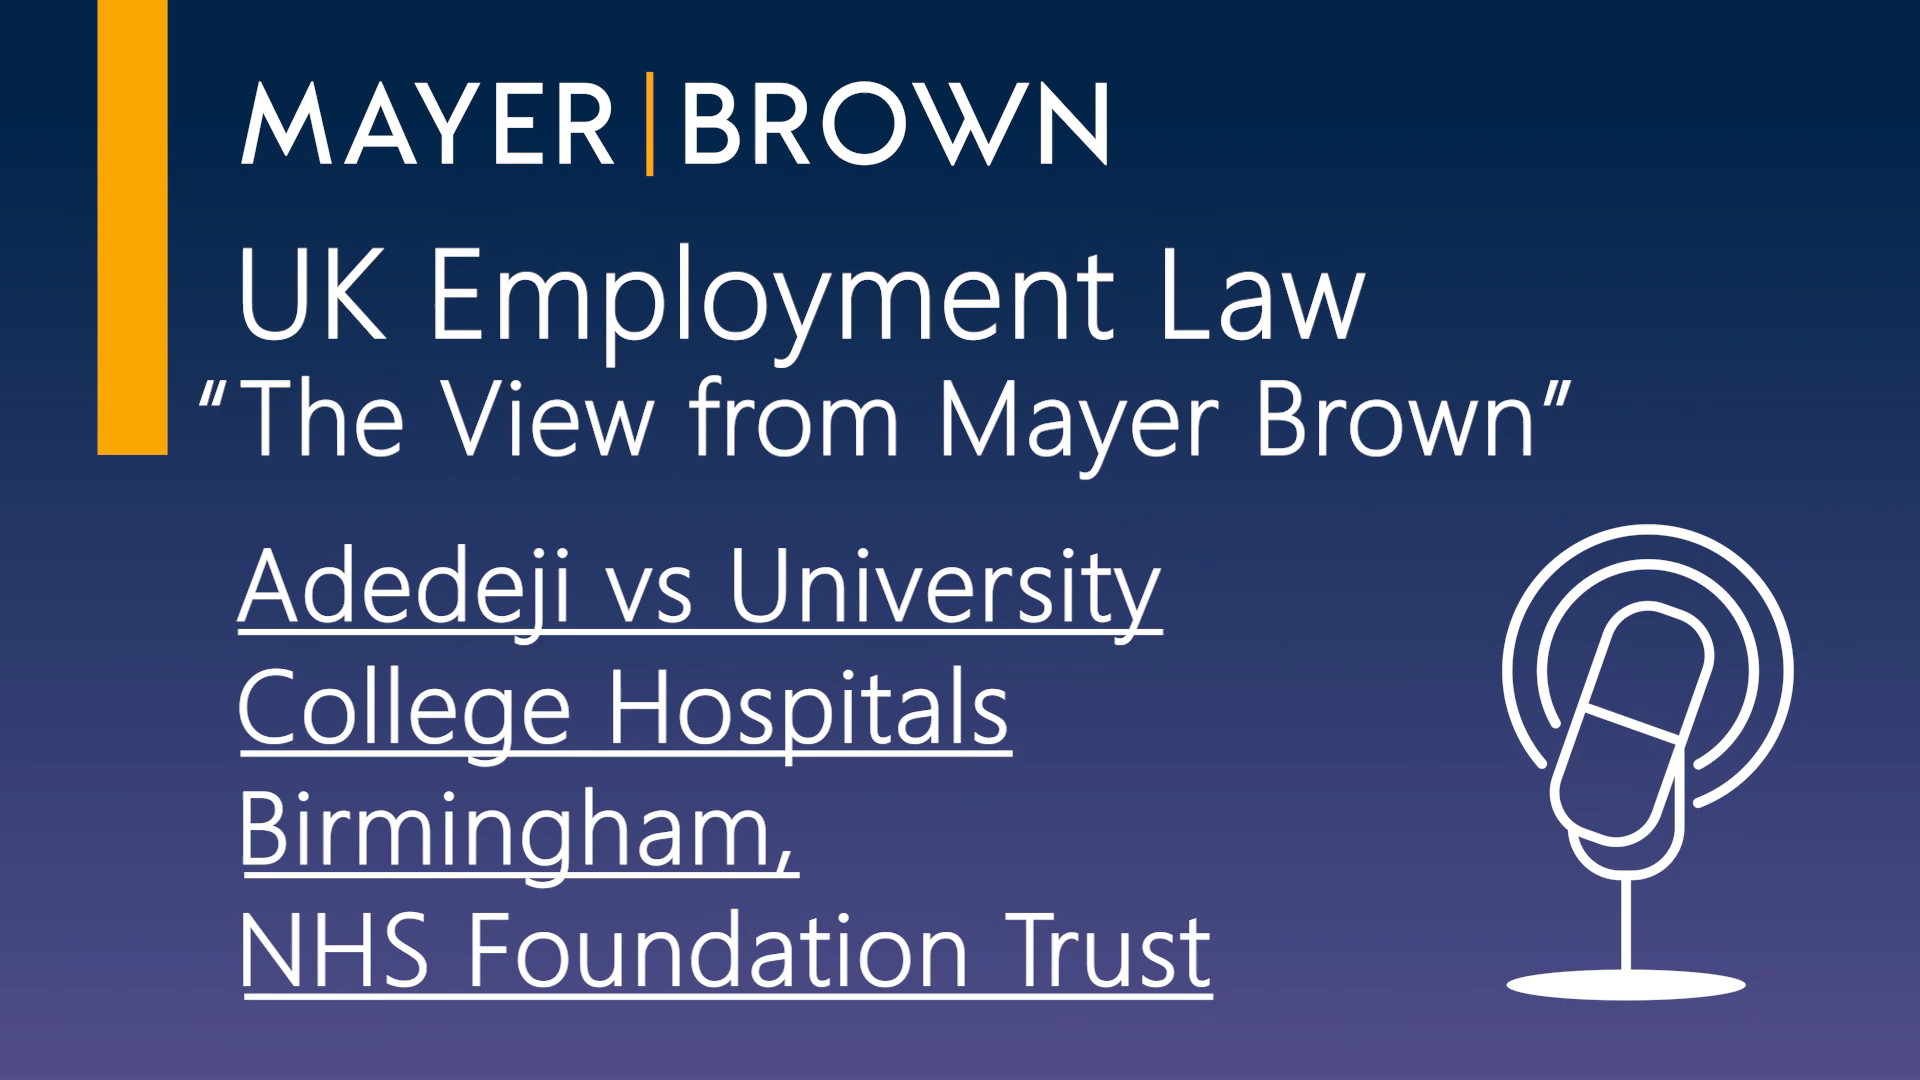 MAYER|BROWN
UK Employment Law
“The View from Mayer Brown”
Adedeji vs University
College Hospitals
Birmingham,
NHS Foundation Trust